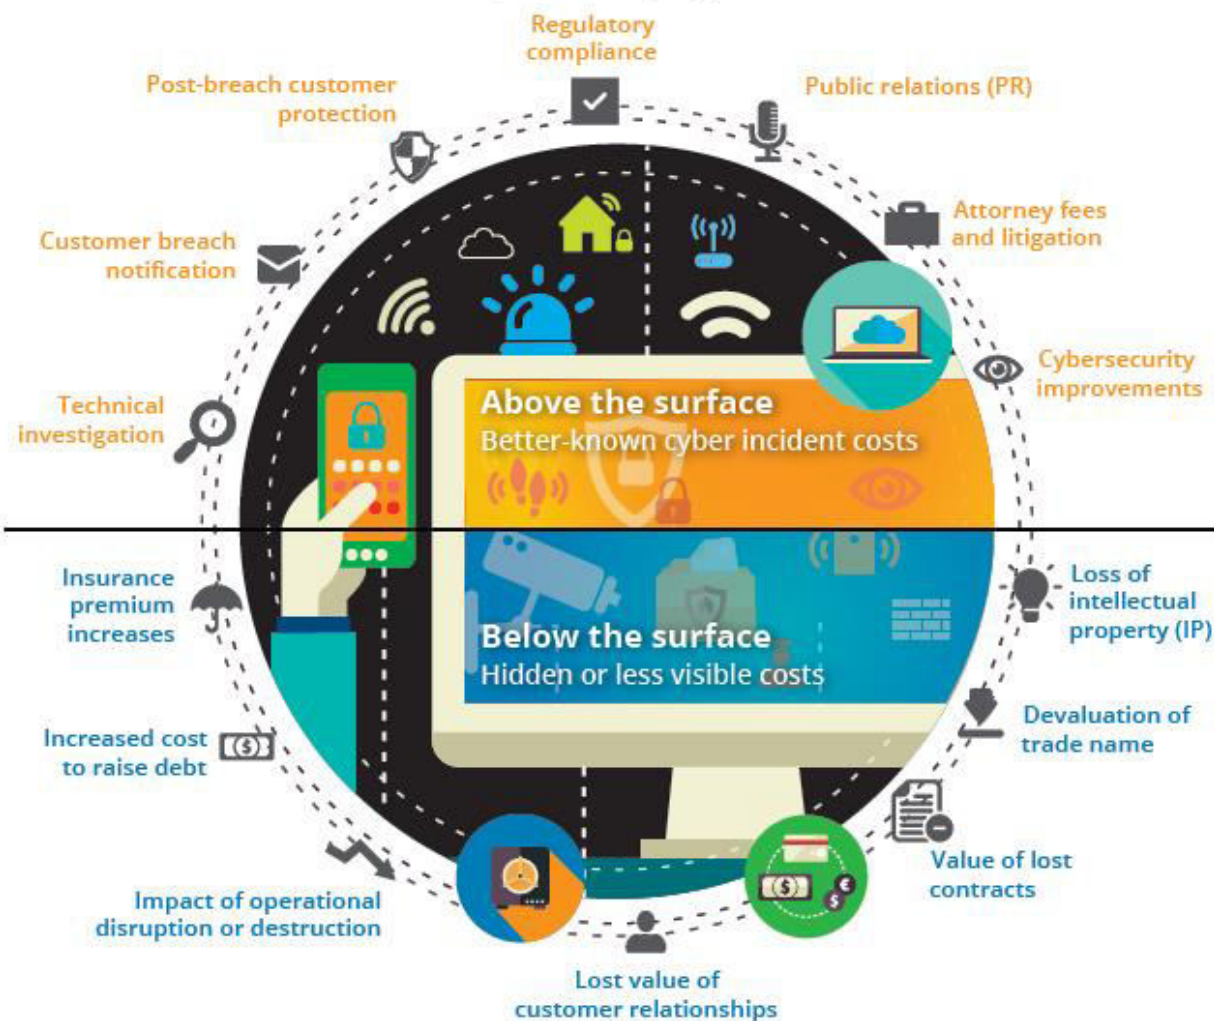 Regulatory
compliance
Post-breach customer
protection
Public relations (PR)
Customer breach
notification
Attorney fees
and litigation
Technical
investigation
Cybersecurity
improvements
Above the surface
Better-known cyber incident costs
Below the surface
Hidden or less visible costs
Insurance
premium
increases
Loss of
intellectual
property (IP)
Increased cost
to raise debt
Devaluation of
trade name
Impact of operational
disruption or destruction
Value of lost
contracts
Lost value of
customer relationships